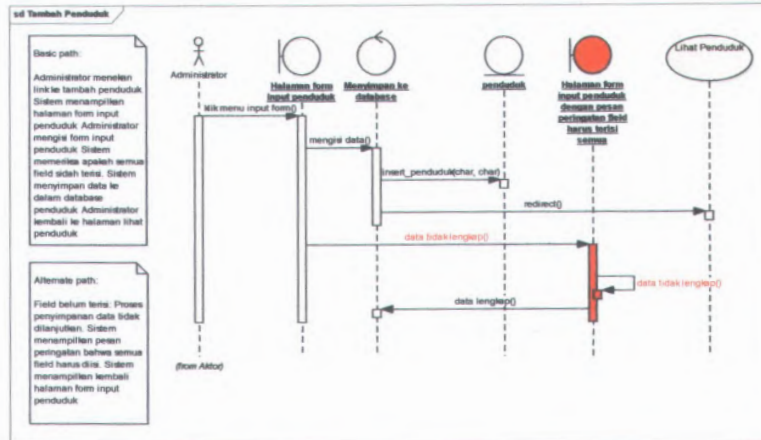 sd Tambah Penduduk
Basic path:
Administrator menekan
link ke tambah penduduk
Sistem menampilkan
halaman form input
penduduk Administrator
mengisi form input
penduduk Sistem
memeriksa apakah semua
field sidah terisi. Sistem
menyimpan data ke
dalam database
penduduk Administrator
kembali ke halaman lihat
penduduk
Alternate path:
Field belum terisi: Proses
penyimpanan data tidak
dilanjutkan. Sistem
menampilkan pesan
peringatan bahwa semua
field harus diisi. Sistem
menampilkan kembali
halaman form input
penduduk
Administrator
Halaman form
input penduduk
Menyimpan ke
database
penduduk
Halaman form
input penduduk
dengan pesan
peringatan field
harus terisi
semua
Lihat Penduduk
klik menu input form()
mengisi data()
insert_penduduk(char, char)
redirect()
data tidak lengkap()
data tidak lengkap()
data lengkap()
(from Aktor)